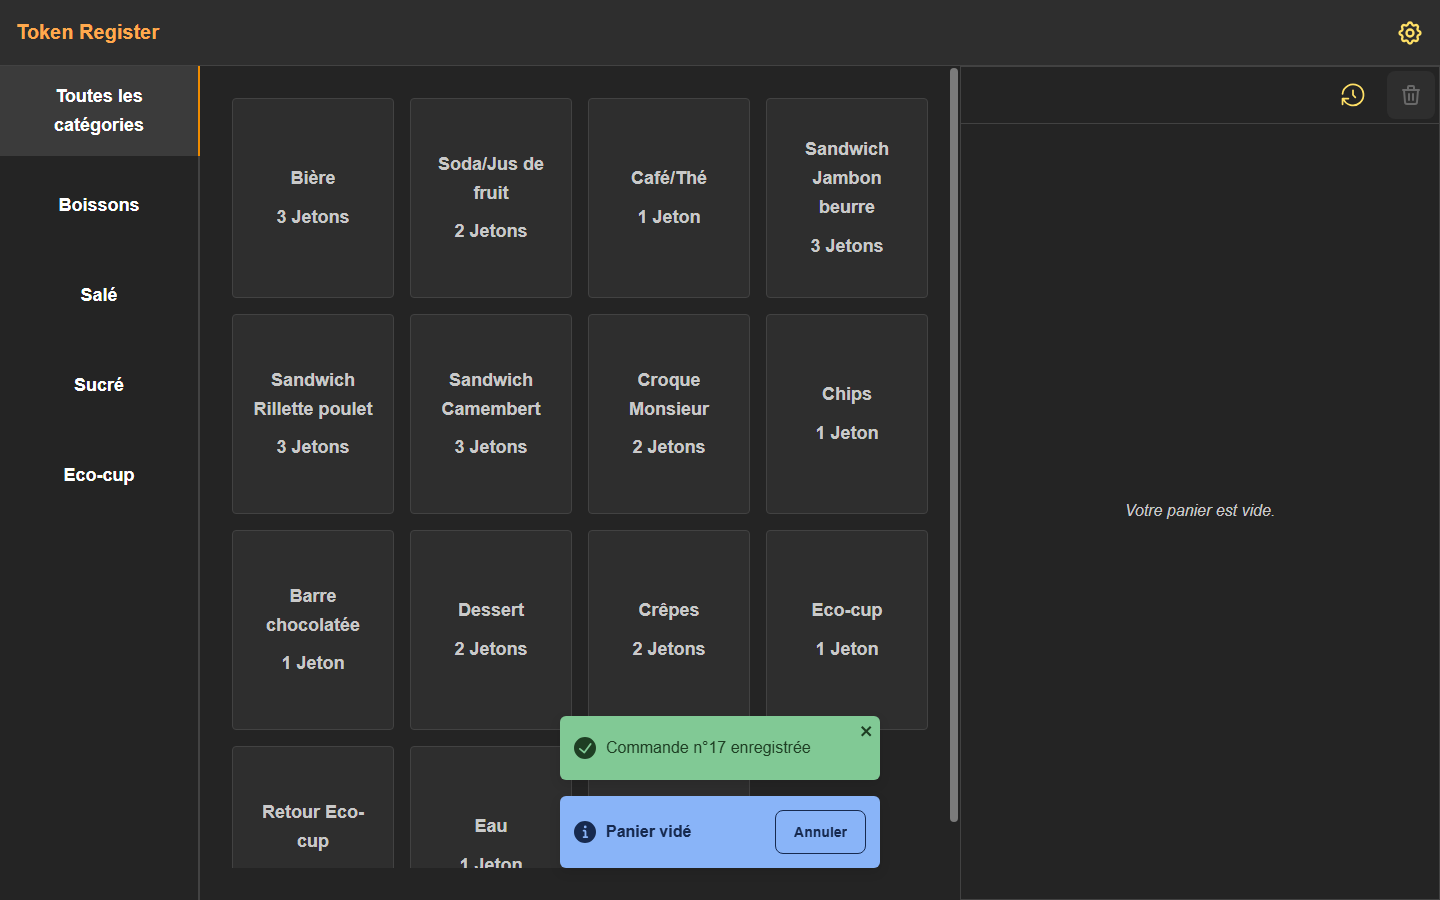 Token Register
Toutes les
catégories
Boissons
Salé
Sucré
Eco-cup
Bière
3 Jetons
Soda/Jus de
fruit
2 Jetons
Café/Thé
1 Jeton
Sandwich
Jambon
beurre
3 Jetons
Sandwich
Rillette poulet
3 Jetons
Sandwich
Camembert
3 Jetons
Croque
Monsieur
2 Jetons
Chips
1 Jeton
Barre
chocolatée
1 Jeton
Dessert
2 Jetons
Crêpes
2 Jetons
Eco-cup
1 Jeton
Retour Eco-
cup
Eau
1 Jeton
Commande n°17 enregistrée
Panier vidé
Annuler
Votre panier est vide.